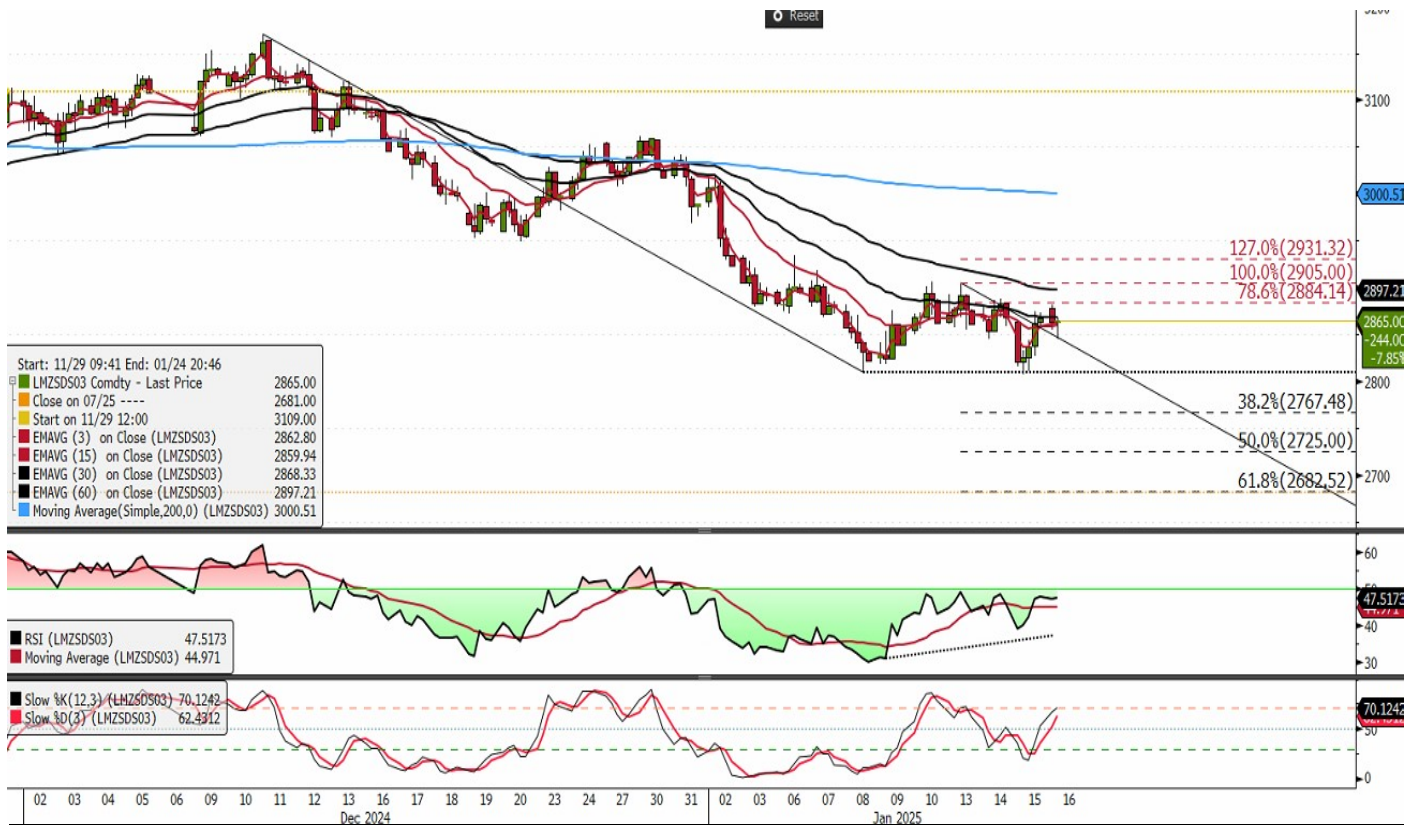 Reset
3100
3000.51
127.0%(2931.32)
100.0%(2905.00)
78.6%(2884.14)
2897.21
2865.00
-244.00
-7.85%
2800
38.2%(2767.48)
50.0%(2725.00)
2700
61.8%(2682.52)
Start: 11/29 09:41 End: 01/24 20:46
LMZSDS03 Comdty - Last Price 2865.00
Close on 07/25 ---- 2681.00
Start on 11/29 12:00 3109.00
EMAVG (3) on Close (LMZSDS03) 2862.80
EMAVG (15) on Close (LMZSDS03) 2859.94
EMAVG (30) on Close (LMZSDS03) 2868.33
EMAVG (60) on Close (LMZSDS03) 2897.21
Moving Average(Simple,200,0) (LMZSDS03) 3000.51
60
47.5173
40
30
RSI (LMZSDS03) 47.5173
Moving Average (LMZSDS03) 44.971
Slow %K(12,3) (LMZSDS03) 70.1242
Slow %D(3) (LMZSDS03) 62.4312
70.1242
50
0
02 03 04 05 06 09 10 11 12 13 16 17 18 19 20 23 24 27 30 31 02 03 06 07 08 09 10 13 14 15 16
Dec 2024 Jan 2025